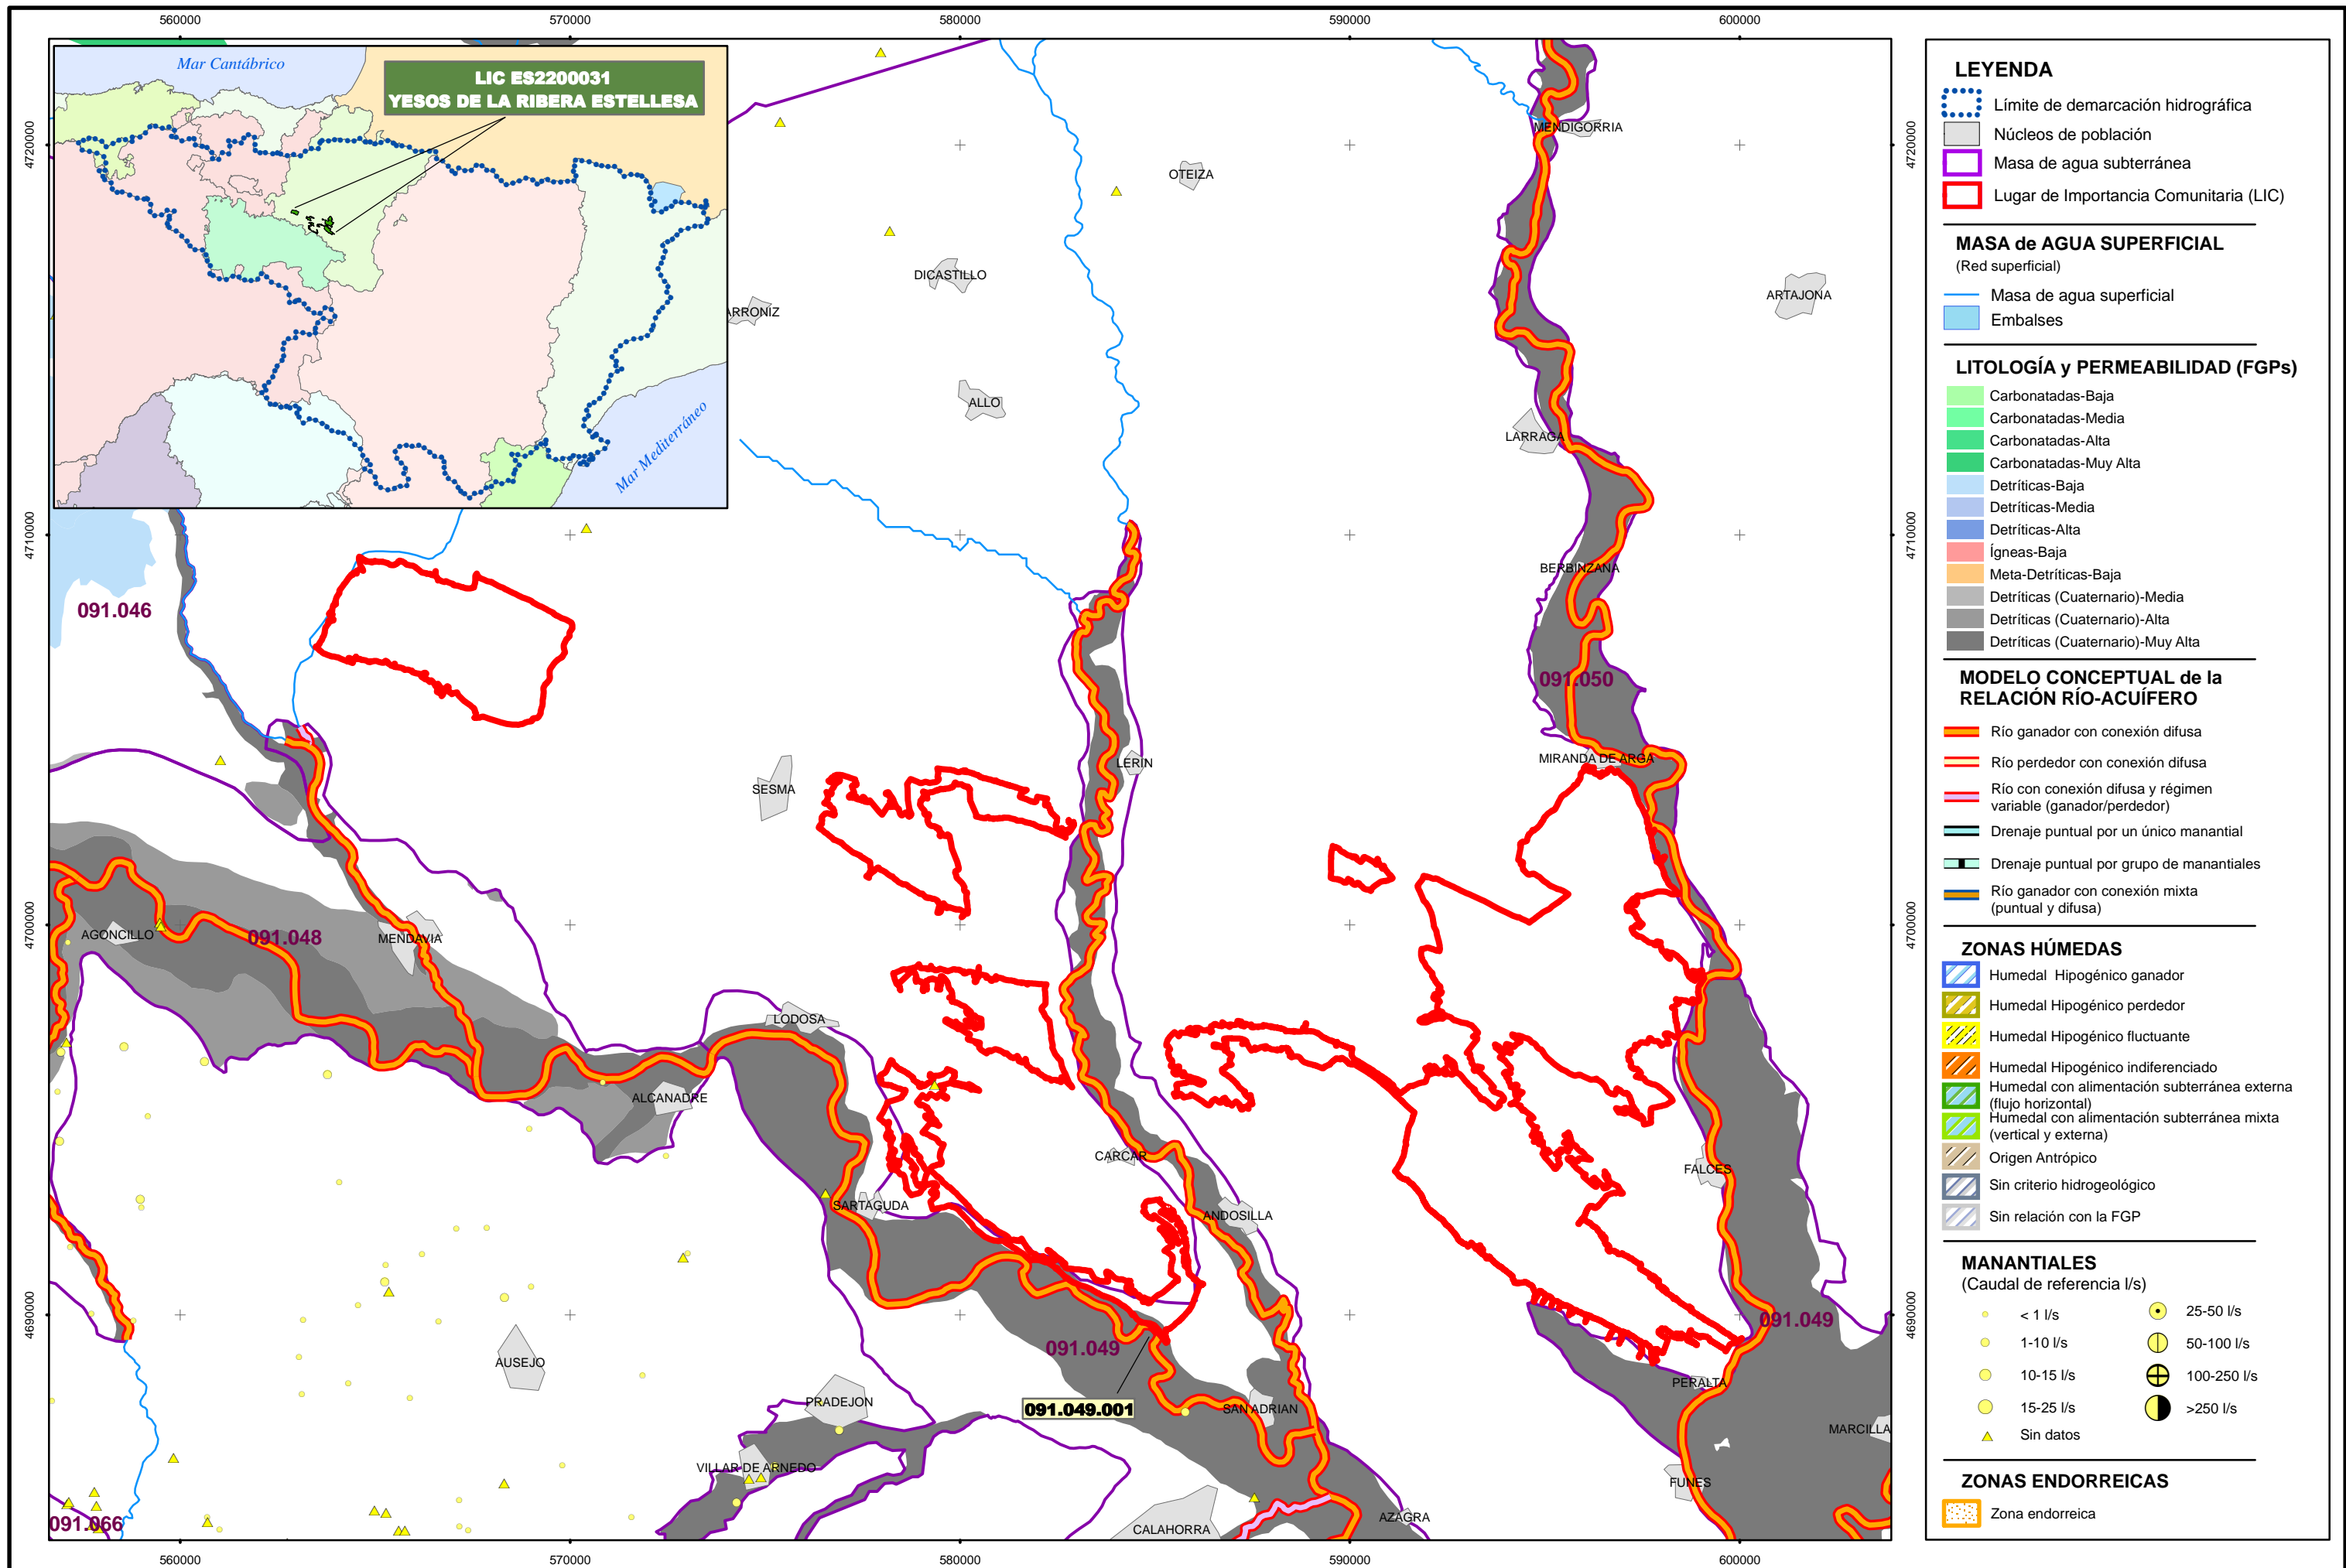 560000
570000
580000
590000
600000
4720000
4710000
4700000
4690000
4720000
4710000
4700000
4690000
560000
570000
580000
590000
600000
Mar Cantábrico
LIC ES2200031
YESOS DE LA RIBERA ESTELLESA
Mar Mediterráneo
MENDIGORRIA
OTEIZA
DICASTILLO
ARTAJONA
ARRONIZ
ALLO
LARRAGA
BERBINZANA
091.046
091.050
MIRANDA DE ARGA
LERIN
SESMA
AGONCILLO
091.048
MENDAVIA
LODOSA
ALCANADRE
CARCAR
FALCES
SARTAGUDA
ANDOSILLA
091.049
091.049
AUSEJO
PERALTA
PRADEJON
091.049.001
SAN ADRIAN
MARCILLA
VILLAR DE ARNEDO
FUNES
AZAGRA
091.066
CALAHORRA
LEYENDA
Límite de demarcación hidrográfica
Núcleos de población
Masa de agua subterránea
Lugar de Importancia Comunitaria (LIC)
MASA de AGUA SUPERFICIAL
(Red superficial)
Masa de agua superficial
Embalses
LITOLOGÍA y PERMEABILIDAD (FGPs)
Carbonatadas-Baja
Carbonatadas-Media
Carbonatadas-Alta
Carbonatadas-Muy Alta
Detríticas-Baja
Detríticas-Media
Detríticas-Alta
Ígneas-Baja
Meta-Detríticas-Baja
Detríticas (Cuaternario)-Media
Detríticas (Cuaternario)-Alta
Detríticas (Cuaternario)-Muy Alta
MODELO CONCEPTUAL de la
RELACIÓN RÍO-ACUÍFERO
Río ganador con conexión difusa
Río perdedor con conexión difusa
Río con conexión difusa y régimen
variable (ganador/perdedor)
Drenaje puntual por un único manantial
Drenaje puntual por grupo de manantiales
Río ganador con conexión mixta
(puntual y difusa)
ZONAS HÚMEDAS
Humedal Hipogénico ganador
Humedal Hipogénico perdedor
Humedal Hipogénico fluctuante
Humedal Hipogénico indiferenciado
Humedal con alimentación subterránea externa
(flujo horizontal)
Humedal con alimentación subterránea mixta
(vertical y externa)
Origen Antrópico
Sin criterio hidrogeológico
Sin relación con la FGP
MANANTIALES
(Caudal de referencia l/s)
< 1 l/s
25-50 l/s
1-10 l/s
50-100 l/s
10-15 l/s
100-250 l/s
15-25 l/s
>250 l/s
Sin datos
ZONAS ENDORREICAS
Zona endorreica